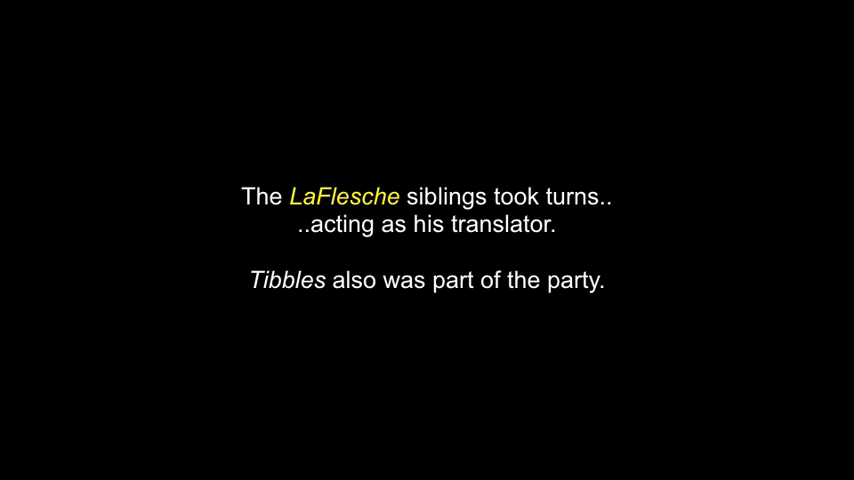 The LaFlesche siblings took turns..
..acting as his translator.
Tibbles also was part of the party.